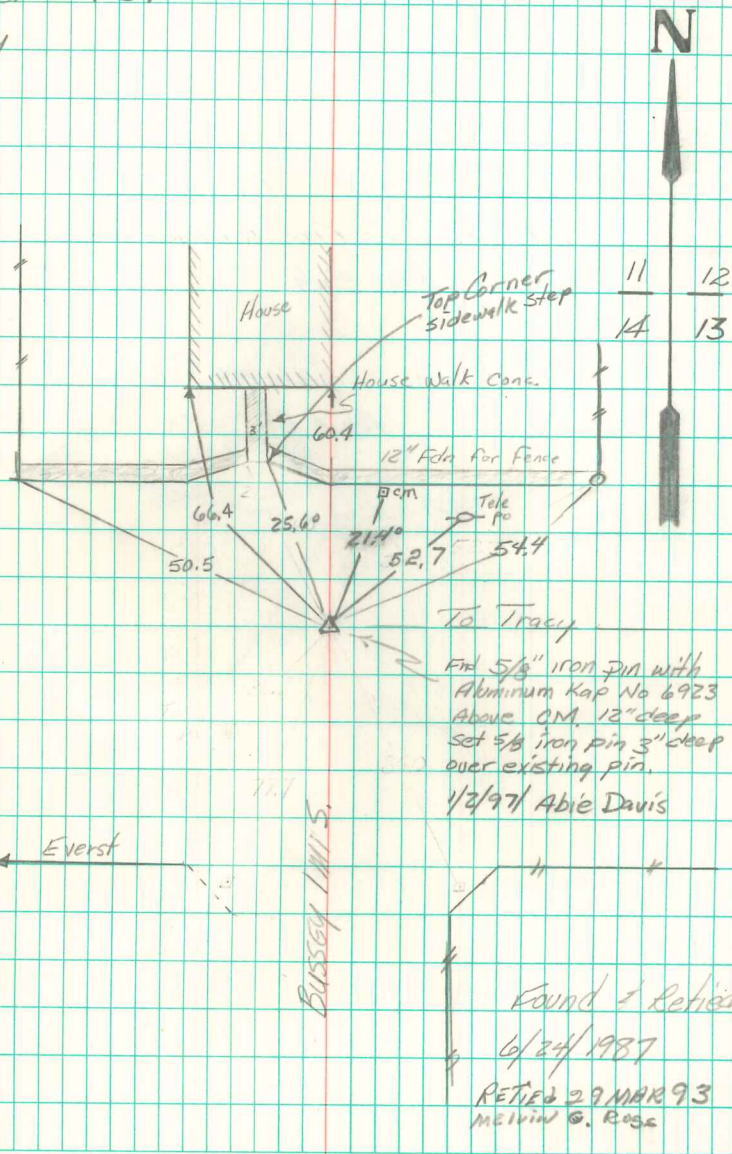 N
11 12
14 13
Top Corner
sidewalk step
House
House Walk Conc.
3'
60.4
12" Fdn for Fence
cm
Tele
po
66.4
25.6°
21.4°
52.7
54.4
50.5
To Tracy
Fnd 5/8" iron pin with
Aluminum Kap No 6923
Above CM. 12" deep
set 5/8 iron pin 3" deep
over existing pin.
1/2/97/ Abie Davis
77.1
Everst
BUSSEY 1 MI S.
Found & Retied
6/24/1987
RETIED 29 MAR 93
MELVIN G. ROSS